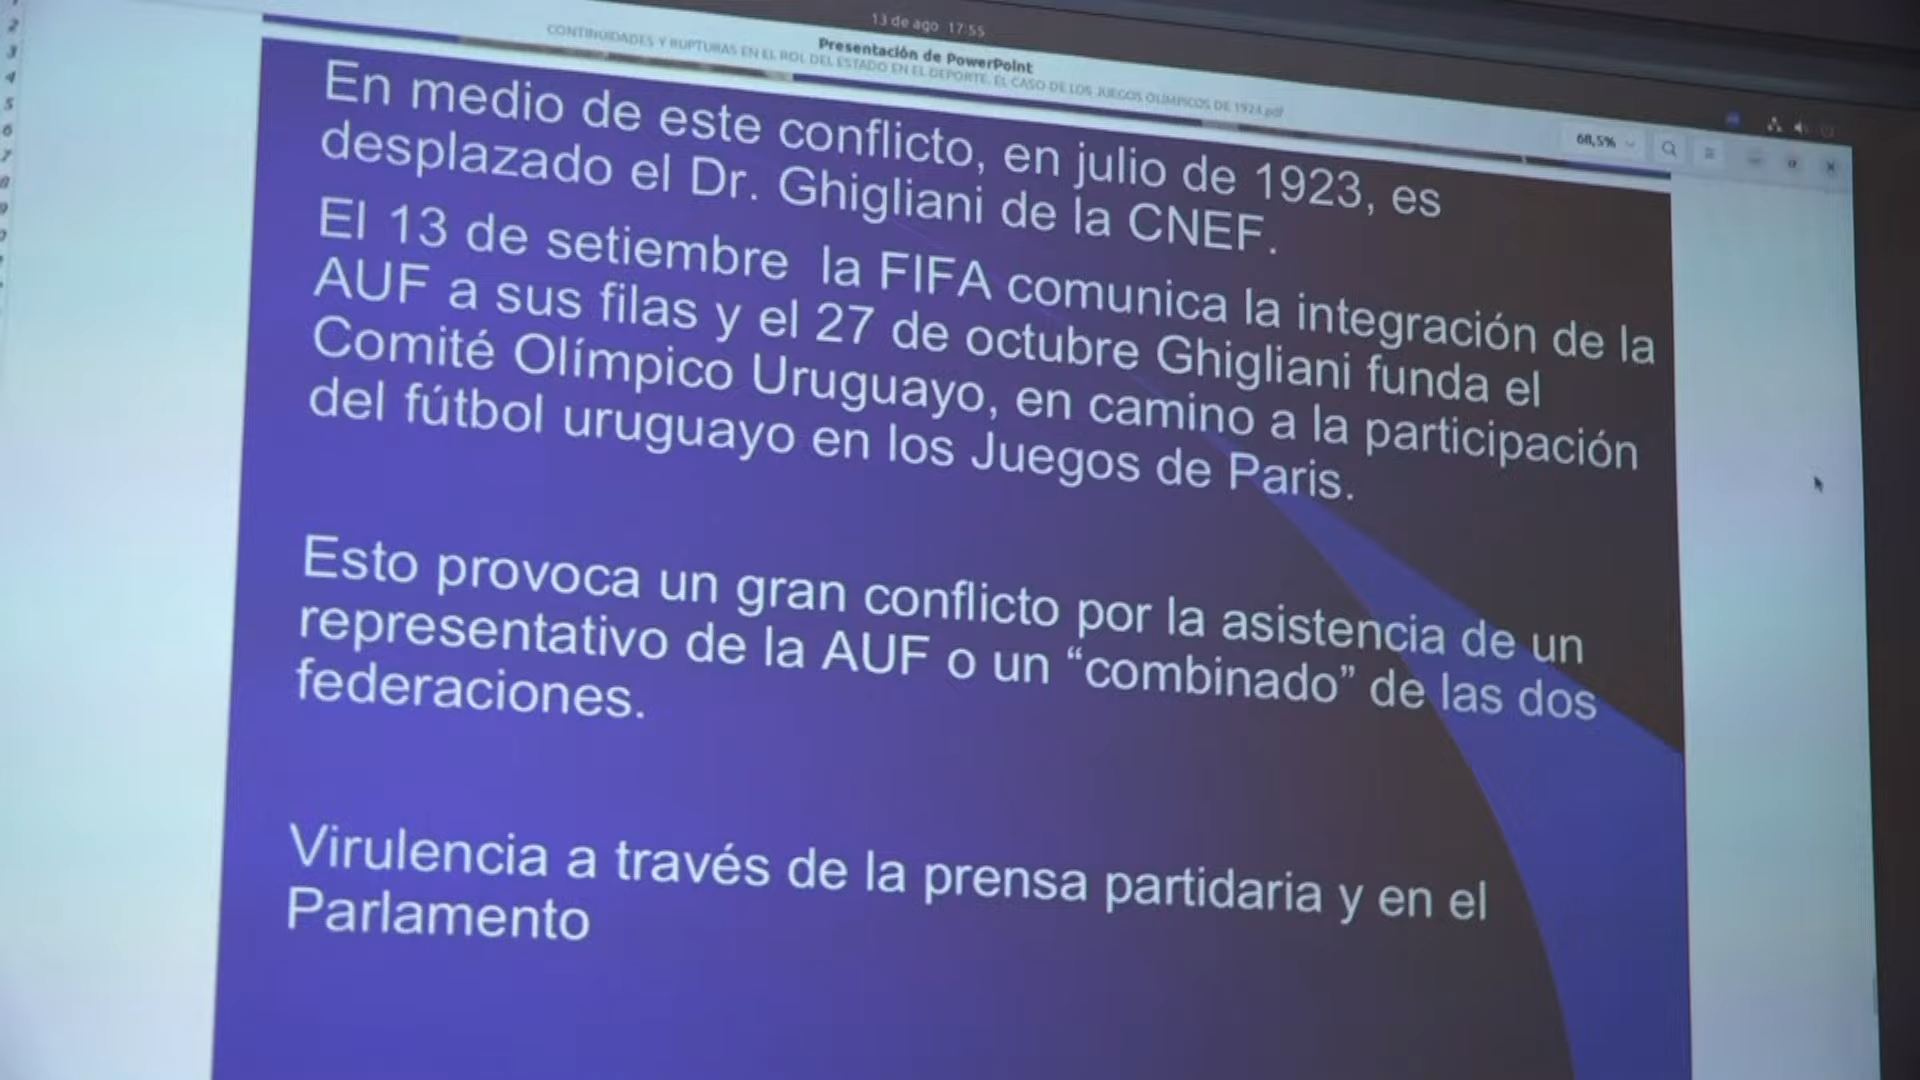 13 de ago 17:55
Presentación de PowerPoint
CONTINUIDADES Y RUPTURAS EN EL ROL DEL ESTADO EN EL DEPORTE. EL CASO DE LOS JUEGOS OLÍMPICOS DE 1924.pdf
68,5%
En medio de este conflicto, en julio de 1923, es
desplazado el Dr. Ghigliani de la CNEF.
El 13 de setiembre la FIFA comunica la integración de la
AUF a sus filas y el 27 de octubre Ghigliani funda el
Comité Olímpico Uruguayo, en camino a la participación
del fútbol uruguayo en los Juegos de Paris.
Esto provoca un gran conflicto por la asistencia de un
representativo de la AUF o un “combinado” de las dos
federaciones.
Virulencia a través de la prensa partidaria y en el
Parlamento